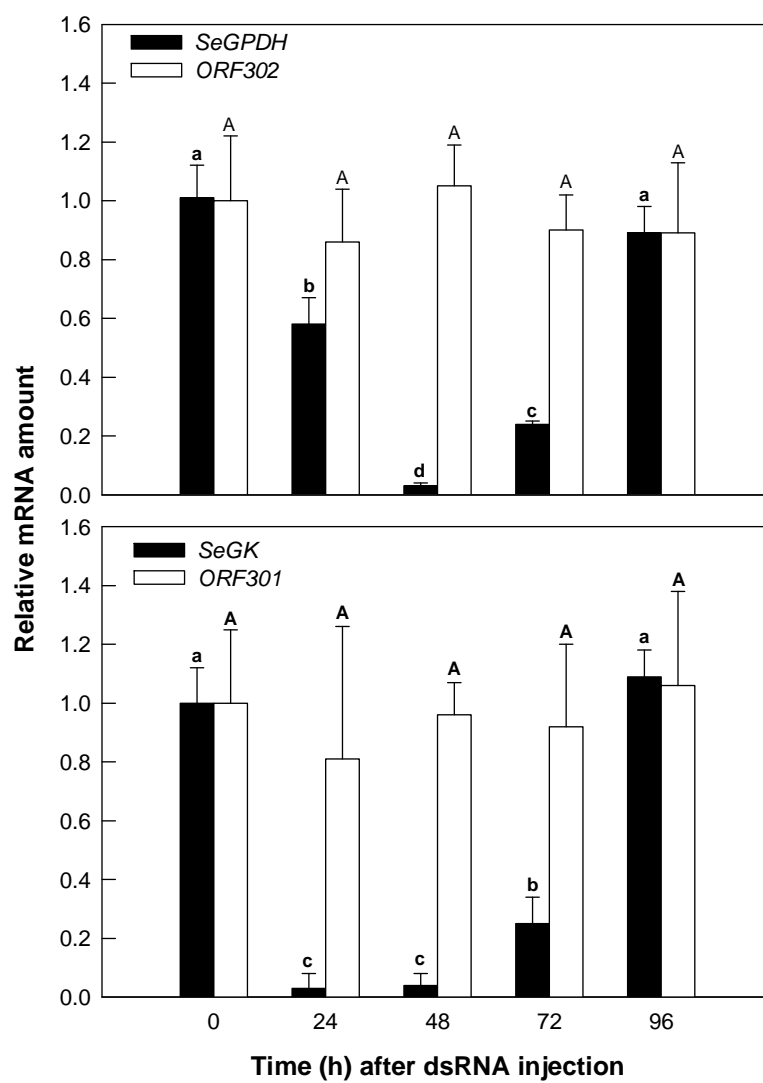 Relative mRNA amount
1.6
1.4
1.2
1.0
0.8
0.6
0.4
0.2
0.0
SeGPDH
ORF302
a A
b A
d A
c A
a A
1.6
1.4
1.2
1.0
0.8
0.6
0.4
0.2
0.0
SeGK
ORF301
a A
c A
c A
b A
a A
0 24 48 72 96
Time (h) after dsRNA injection